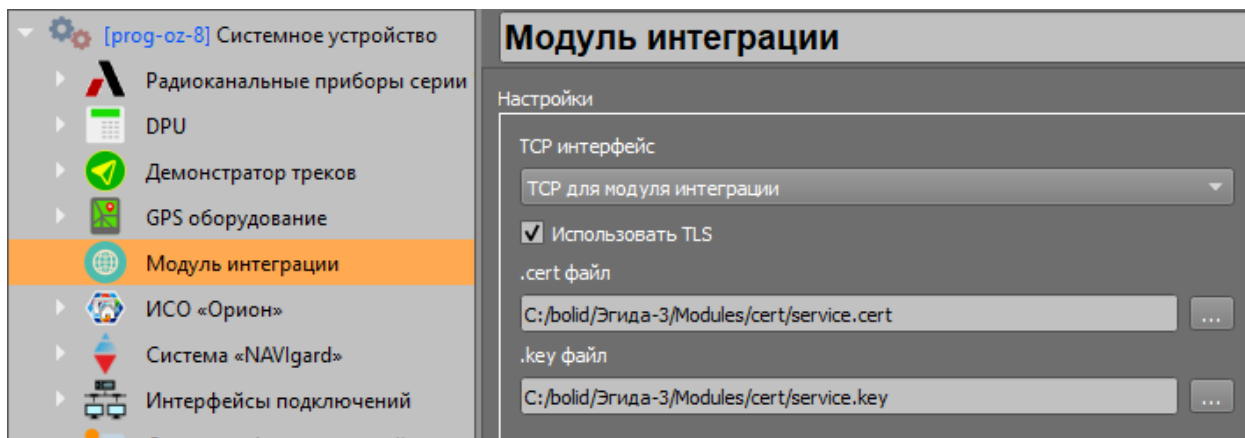 [prog-oz-8] Системное устройство
Радиоканальные приборы серии
DPU
Демонстратор треков
GPS оборудование
Модуль интеграции
ИСО «Орион»
Система «NAVIgard»
Интерфейсы подключений
Модуль интеграции
Настройки
TCP интерфейс
TCP для модуля интеграции
Использовать TLS
.cert файл
C:/bolid/Эгида-3/Modules/cert/service.cert
...
.key файл
C:/bolid/Эгида-3/Modules/cert/service.key
...